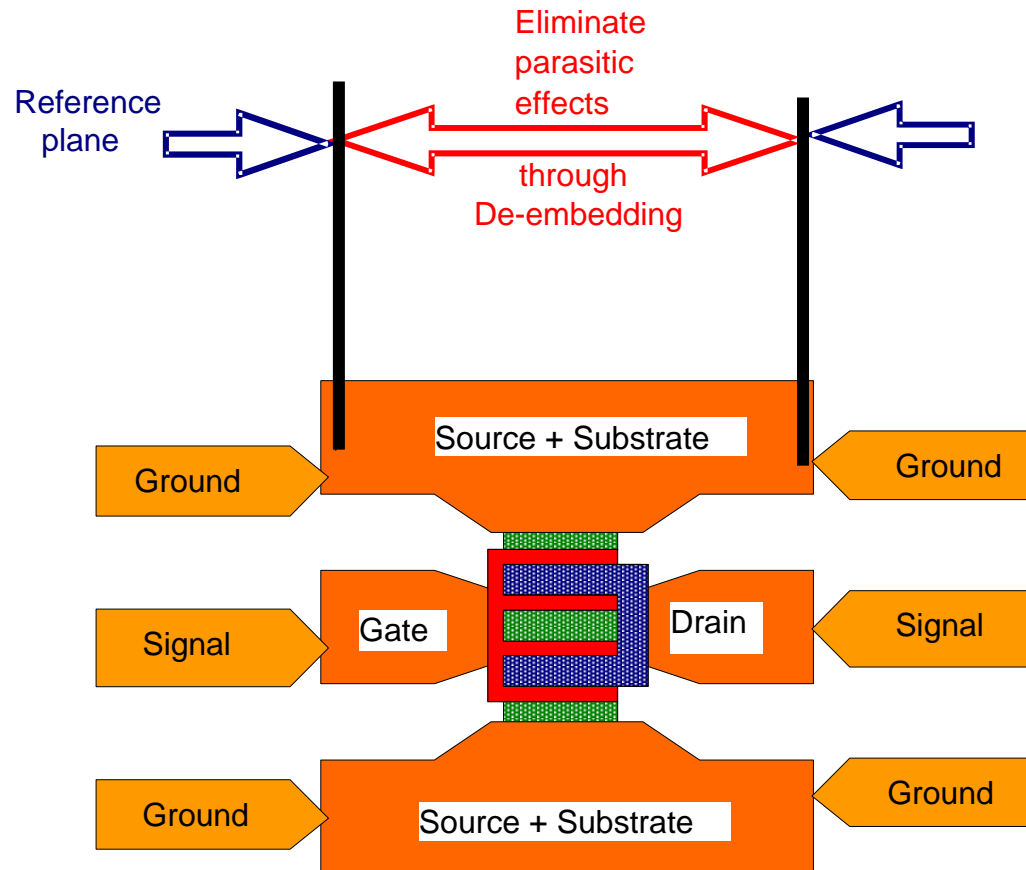 Eliminate
parasitic
effects
Reference
plane
through
De-embedding
Source + Substrate
Ground
Ground
Gate
Drain
Signal
Signal
Ground
Ground
Source + Substrate